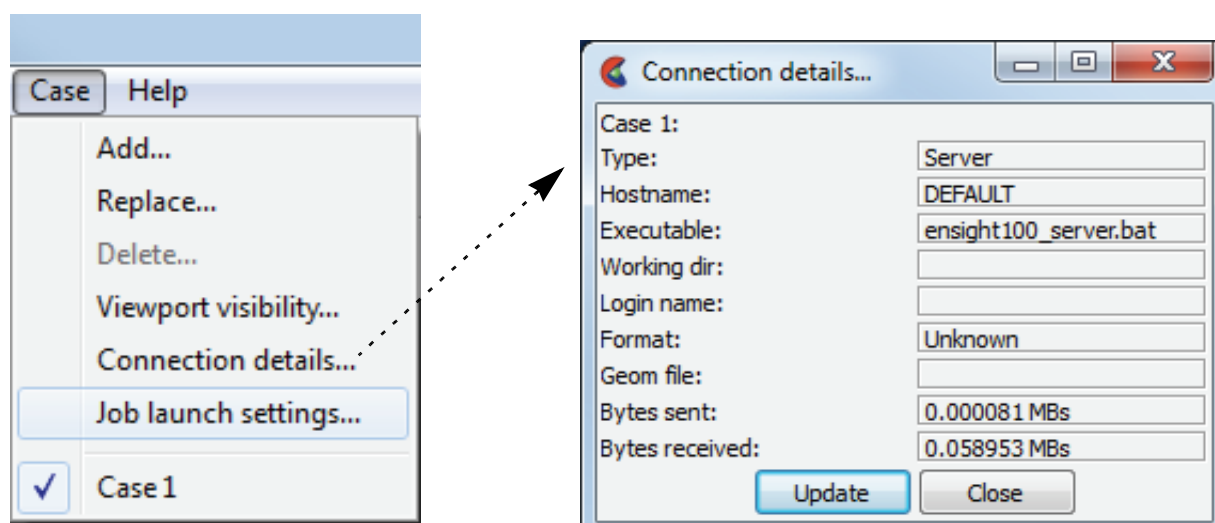 Case Help
Add...
Replace...
Delete...
Viewport visibility...
Connection details...
Job launch settings...
Case 1
Connection details...
Case 1:
Type: Server
Hostname: DEFAULT
Executable: ensight100_server.bat
Working dir:
Login name:
Format: Unknown
Geom file:
Bytes sent: 0.000081 MBs
Bytes received: 0.058953 MBs
Update Close